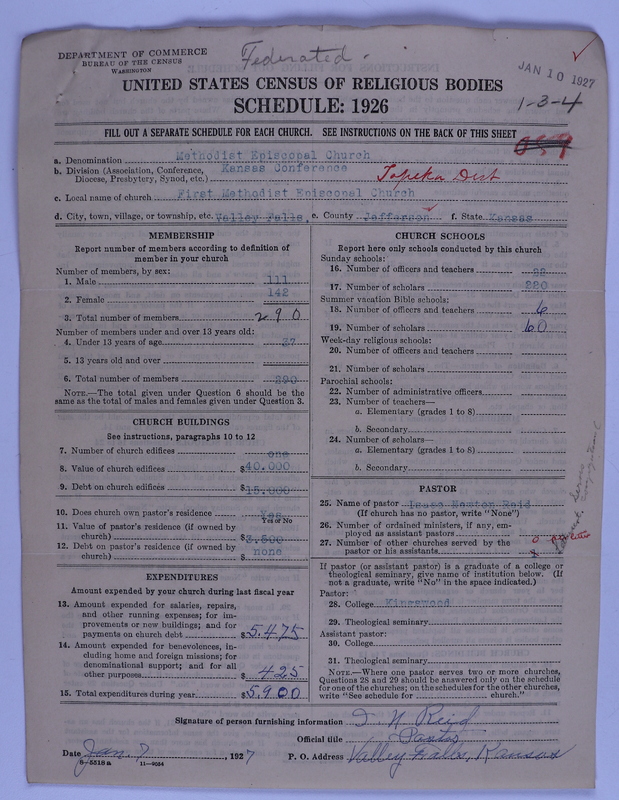 DEPARTMENT OF COMMERCE
BUREAU OF THE CENSUS
WASHINGTON
Federated.
JAN 10 1927
UNITED STATES CENSUS OF RELIGIOUS BODIES
SCHEDULE: 1926
1-3-4
FILL OUT A SEPARATE SCHEDULE FOR EACH CHURCH. SEE INSTRUCTIONS ON THE BACK OF THIS SHEET
a. Denomination Methodist Episcopal Church
b. Division (Association, Conference, Diocese, Presbytery, Synod, etc.) Kansas Conference Topeka Dist
c. Local name of church First Methodist Episcopal Church
d. City, town, village, or township, etc. Valley Falls, e. County Jefferson f. State Kansas
MEMBERSHIP
Report number of members according to definition of
member in your church
Number of members, by sex:
1. Male 111
2. Female 142
3. Total number of members 290
Number of members under and over 13 years old:
4. Under 13 years of age 37
5. 13 years old and over
6. Total number of members 290
NOTE.—The total given under Question 6 should be
same as the total of males and females given under Question 3.
CHURCH BUILDINGS
See instructions, paragraphs 10 to 12
7. Number of church edifices one
8. Value of church edifices $40.000
9. Debt on church edifices $15.000
10. Does church own pastor's residence Yes
Yes or No
11. Value of pastor's residence (if owned by
church) $3.500
12. Debt on pastor's residence (if owned by
church) $ none
EXPENDITURES
Amount expended by your church during last fiscal year
13. Amount expended for salaries, repairs,
and other running expenses; for im-
provements or new buildings; and for
payments on church debt $5.475
14. Amount expended for benevolences, in-
cluding home and foreign missions; for
denominational support; and for all
other purposes $425
15. Total expenditures during year $5900
CHURCH SCHOOLS
Report here only schools conducted by this church
Sunday schools:
16. Number of officers and teachers 22
17. Number of scholars 220
Summer vacation Bible schools:
18. Number of officers and teachers 6
19. Number of scholars 60
Week-day religious schools:
20. Number of officers and teachers
21. Number of scholars
Parochial schools:
22. Number of administrative officers
23. Number of teachers—
a. Elementary (grades 1 to 8)
b. Secondary
24. Number of scholars—
a. Elementary (grades 1 to 8)
b. Secondary
PASTOR
25. Name of pastor Isaac Newton Reid
(If church has no pastor, write "None")
26. Number of ordained ministers, if any, em-
ployed as assistant pastors
27. Number of other churches served by the
pastor or his assistants 0
If pastor (or assistant pastor) is a graduate of a college or
theological seminary, give name of institution below. (If
not a graduate, write "No" in the space indicated.)
Pastor:
28. College Kingswood
29. Theological seminary
Assistant pastor:
30. College
31. Theological seminary
NOTE.—Where one pastor serves two or more churches,
Questions 28 and 29 should be answered only on the schedule
for one of the churches; on the schedules for the other churches,
write "See schedule for church."
Signature of person furnishing information I N Reid
Official title Pastor
Date Jan. 7, 1927 P. O. Address Valley Falls, Kansas
8-5518a 11-9054